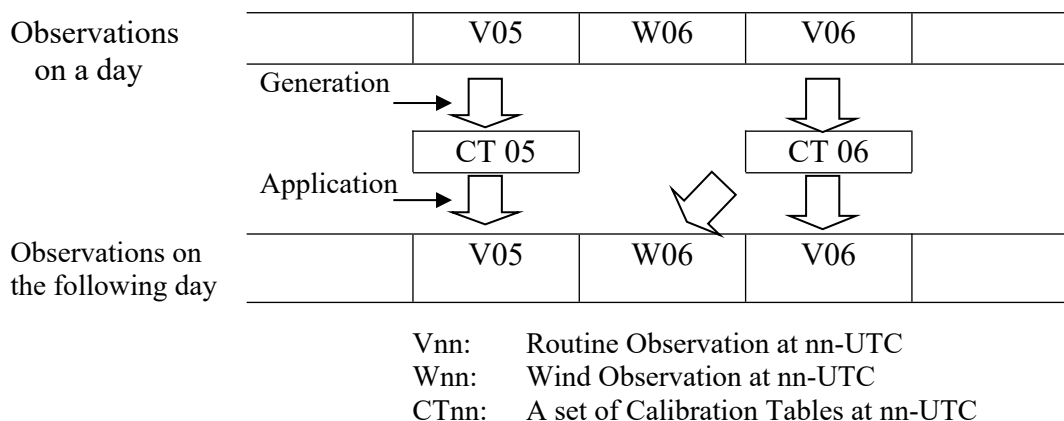 Observations
on a day
V05 W06 V06
Generation
CT 05 CT 06
Application
Observations on
the following day
V05 W06 V06
Vnn: Routine Observation at nn-UTC
Wnn: Wind Observation at nn-UTC
CTnn: A set of Calibration Tables at nn-UTC